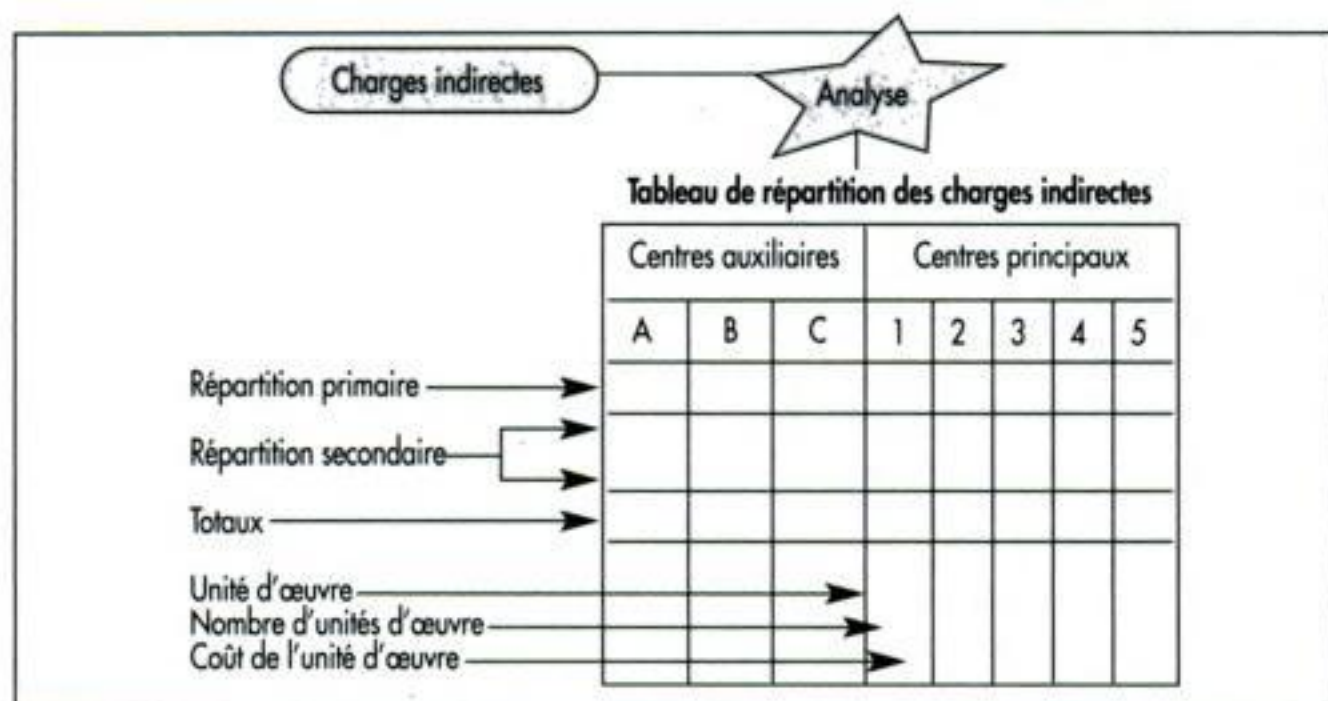 Charges indirectes
Analyse
Tableau de répartition des charges indirectes
Centres auxiliaires Centres principaux
A B C 1 2 3 4 5
Répartition primaire
Répartition secondaire
Totaux
Unité d'œuvre
Nombre d'unités d'œuvre
Coût de l'unité d'œuvre